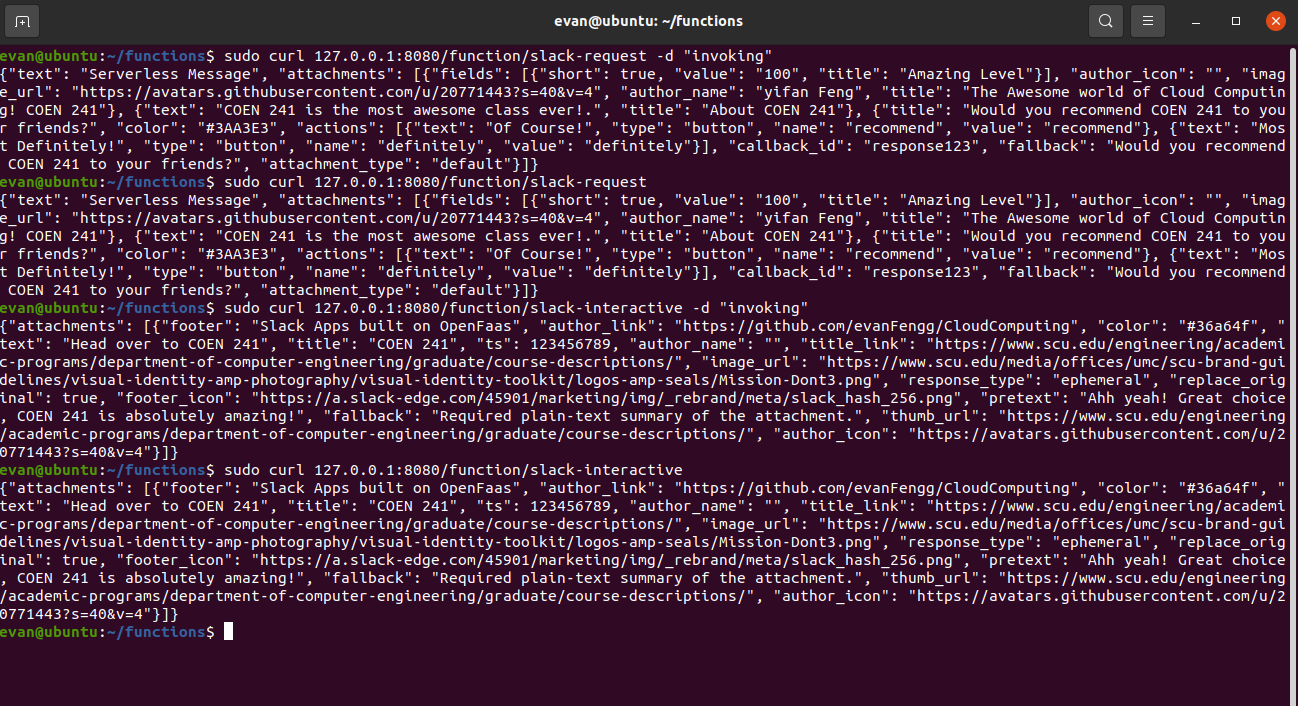 evan@ubuntu: ~/functions
evan@ubuntu:~/functions$ sudo curl 127.0.0.1:8080/function/slack-request -d "invoking"
{"text": "Serverless Message", "attachments": [{"fields": [{"short": true, "value": "100", "title": "Amazing Level"}], "author_icon": "", "imag
e_url": "https://avatars.githubusercontent.com/u/20771443?s=40&v=4", "author_name": "yifan Feng", "title": "The Awesome world of Cloud Computin
g! COEN 241"}, {"text": "COEN 241 is the most awesome class ever!.", "title": "About COEN 241"}, {"title": "Would you recommend COEN 241 to you
r friends?", "color": "#3AA3E3", "actions": [{"text": "Of Course!", "type": "button", "name": "recommend", "value": "recommend"}, {"text": "Mos
t Definitely!", "type": "button", "name": "definitely", "value": "definitely"}], "callback_id": "response123", "fallback": "Would you recommend
 COEN 241 to your friends?", "attachment_type": "default"}]}
evan@ubuntu:~/functions$ sudo curl 127.0.0.1:8080/function/slack-request
{"text": "Serverless Message", "attachments": [{"fields": [{"short": true, "value": "100", "title": "Amazing Level"}], "author_icon": "", "imag
e_url": "https://avatars.githubusercontent.com/u/20771443?s=40&v=4", "author_name": "yifan Feng", "title": "The Awesome world of Cloud Computin
g! COEN 241"}, {"text": "COEN 241 is the most awesome class ever!.", "title": "About COEN 241"}, {"title": "Would you recommend COEN 241 to you
r friends?", "color": "#3AA3E3", "actions": [{"text": "Of Course!", "type": "button", "name": "recommend", "value": "recommend"}, {"text": "Mos
t Definitely!", "type": "button", "name": "definitely", "value": "definitely"}], "callback_id": "response123", "fallback": "Would you recommend
 COEN 241 to your friends?", "attachment_type": "default"}]}
evan@ubuntu:~/functions$ sudo curl 127.0.0.1:8080/function/slack-interactive -d "invoking"
{"attachments": [{"footer": "Slack Apps built on OpenFaas", "author_link": "https://github.com/evanFengg/CloudComputing", "color": "#36a64f", "
text": "Head over to COEN 241", "title": "COEN 241", "ts": 123456789, "author_name": "", "title_link": "https://www.scu.edu/engineering/academi
c-programs/department-of-computer-engineering/graduate/course-descriptions/", "image_url": "https://www.scu.edu/media/offices/umc/scu-brand-gui
delines/visual-identity-amp-photography/visual-identity-toolkit/logos-amp-seals/Mission-Dont3.png", "response_type": "ephemeral", "replace_orig
inal": true, "footer_icon": "https://a.slack-edge.com/45901/marketing/img/_rebrand/meta/slack_hash_256.png", "pretext": "Ahh yeah! Great choice
, COEN 241 is absolutely amazing!", "fallback": "Required plain-text summary of the attachment.", "thumb_url": "https://www.scu.edu/engineering
/academic-programs/department-of-computer-engineering/graduate/course-descriptions/", "author_icon": "https://avatars.githubusercontent.com/u/2
0771443?s=40&v=4"}]}
evan@ubuntu:~/functions$ sudo curl 127.0.0.1:8080/function/slack-interactive
{"attachments": [{"footer": "Slack Apps built on OpenFaas", "author_link": "https://github.com/evanFengg/CloudComputing", "color": "#36a64f", "
text": "Head over to COEN 241", "title": "COEN 241", "ts": 123456789, "author_name": "", "title_link": "https://www.scu.edu/engineering/academi
c-programs/department-of-computer-engineering/graduate/course-descriptions/", "image_url": "https://www.scu.edu/media/offices/umc/scu-brand-gui
delines/visual-identity-amp-photography/visual-identity-toolkit/logos-amp-seals/Mission-Dont3.png", "response_type": "ephemeral", "replace_orig
inal": true, "footer_icon": "https://a.slack-edge.com/45901/marketing/img/_rebrand/meta/slack_hash_256.png", "pretext": "Ahh yeah! Great choice
, COEN 241 is absolutely amazing!", "fallback": "Required plain-text summary of the attachment.", "thumb_url": "https://www.scu.edu/engineering
/academic-programs/department-of-computer-engineering/graduate/course-descriptions/", "author_icon": "https://avatars.githubusercontent.com/u/2
0771443?s=40&v=4"}]}
evan@ubuntu:~/functions$